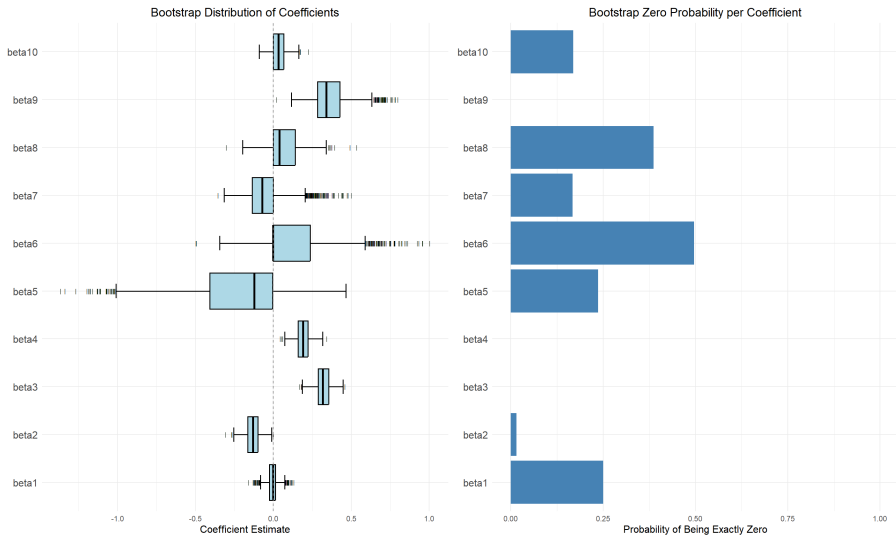 Bootstrap Distribution of Coefficients
beta10
beta9
beta8
beta7
beta6
beta5
beta4
beta3
beta2
beta1
-1.0 -0.5 0.0 0.5 1.0
Coefficient Estimate
Bootstrap Zero Probability per Coefficient
beta10
beta9
beta8
beta7
beta6
beta5
beta4
beta3
beta2
beta1
0.00 0.25 0.50 0.75 1.00
Probability of Being Exactly Zero